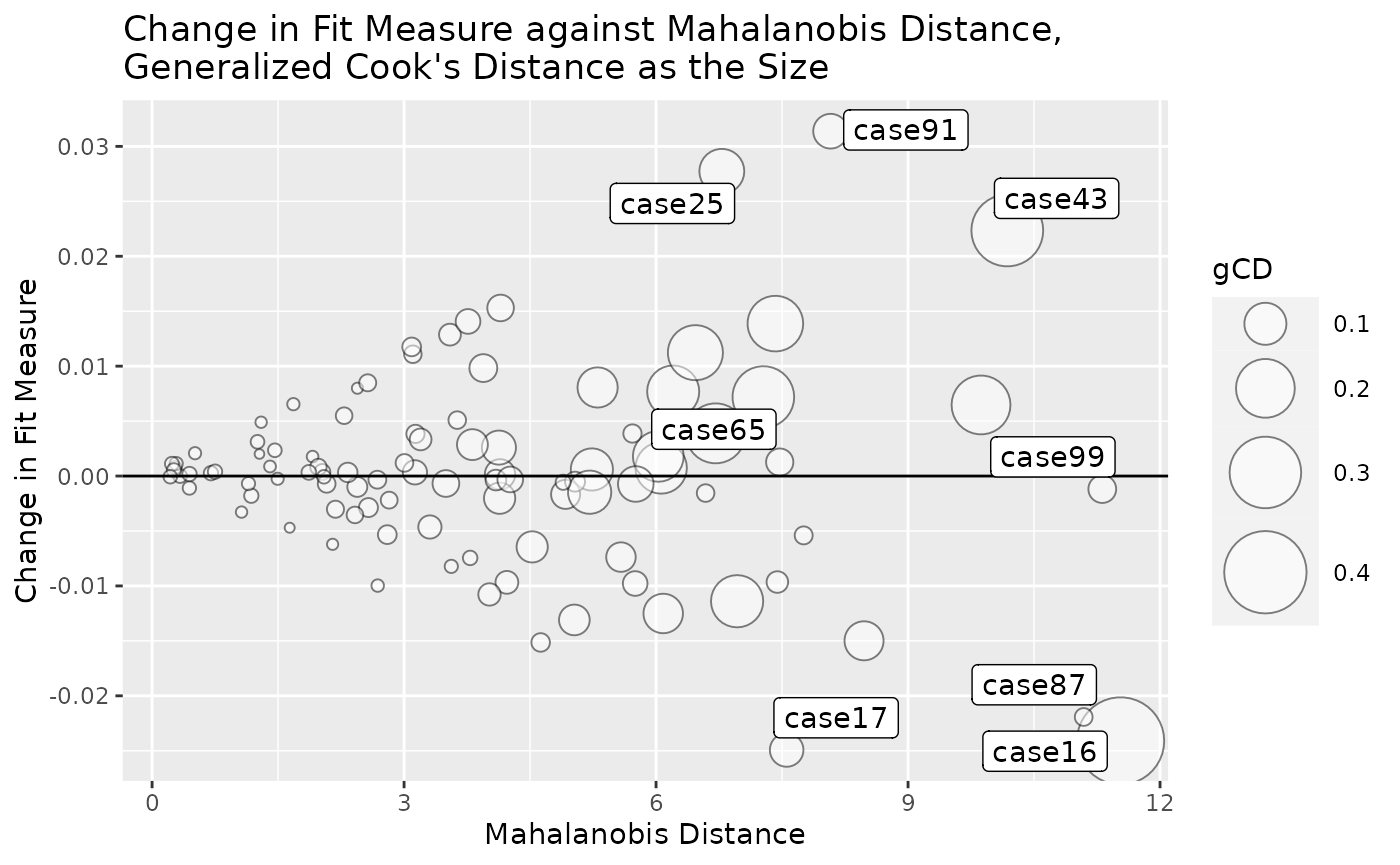 Change in Fit Measure against Mahalanobis Distance,
Generalized Cook's Distance as the Size
Change in Fit Measure
0.03
0.02
0.01
0.00
-0.01
-0.02
case91
case25
case43
case65
case99
case87
case17
case16
0
3
6
9
12
Mahalanobis Distance
gCD
0.1
0.2
0.3
0.4